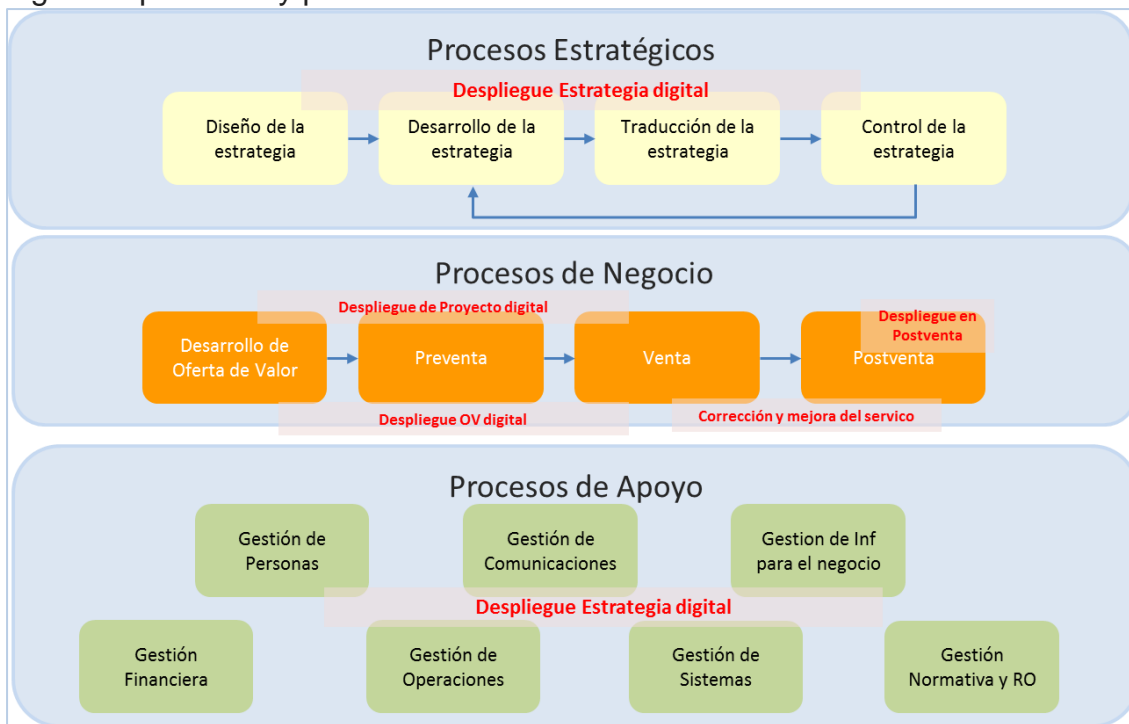 Procesos Estratégicos
Despliegue Estrategia digital
Diseño de la
estrategia
Desarrollo de la
estrategia
Traducción de la
estrategia
Control de la
estrategia
Procesos de Negocio
Despliegue de Proyecto digital
Despliegue en
Postventa
Desarrollo de
Oferta de Valor
Preventa
Venta
Postventa
Despliegue OV digital
Corrección y mejora del servico
Procesos de Apoyo
Gestión de
Personas
Gestión de
Comunicaciones
Gestion de Inf
para el negocio
Despliegue Estrategia digital
Gestión
Financiera
Gestión de
Operaciones
Gestión de
Sistemas
Gestión
Normativa y RO